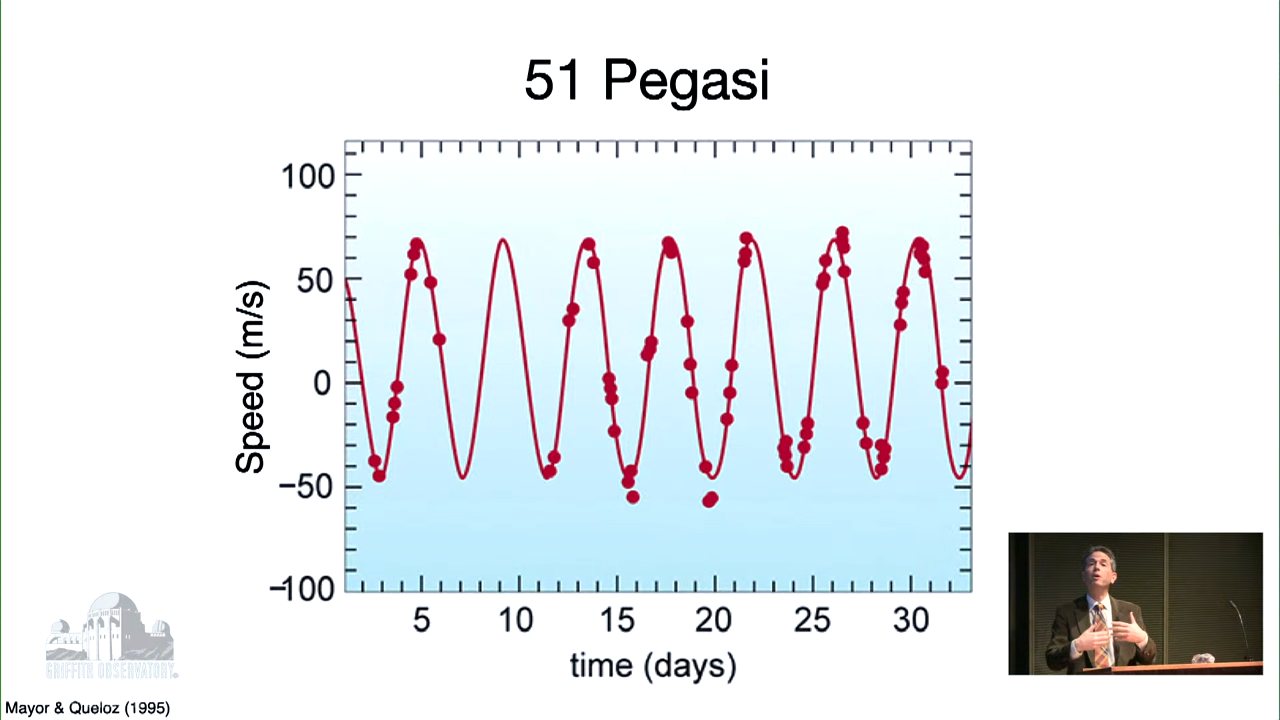 51 Pegasi
100
50
0
−50
−100
Speed (m/s)
5 10 15 20 25 30
time (days)
GRIFFITH OBSERVATORY
Mayor & Queloz (1995)